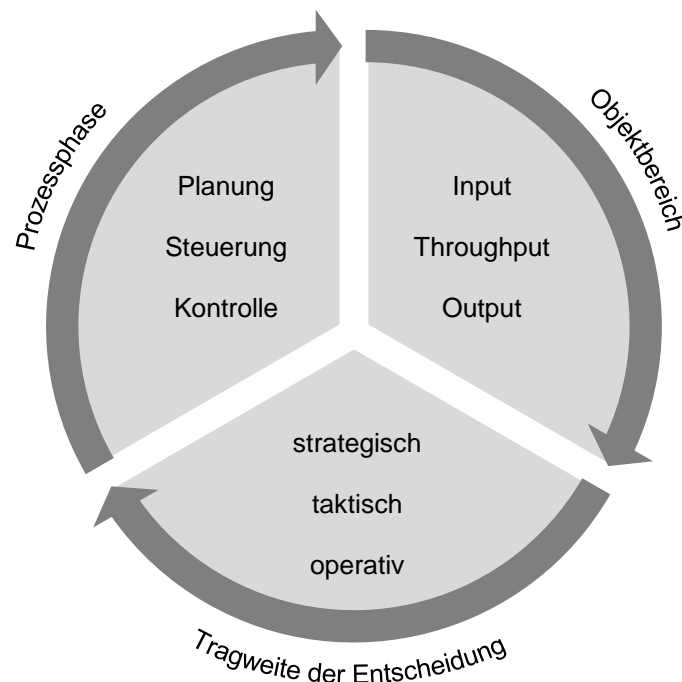 Prozessphase
Planung
Steuerung
Kontrolle
Objektbereich
Input
Throughput
Output
strategisch
taktisch
operativ
Tragweite der Entscheidung